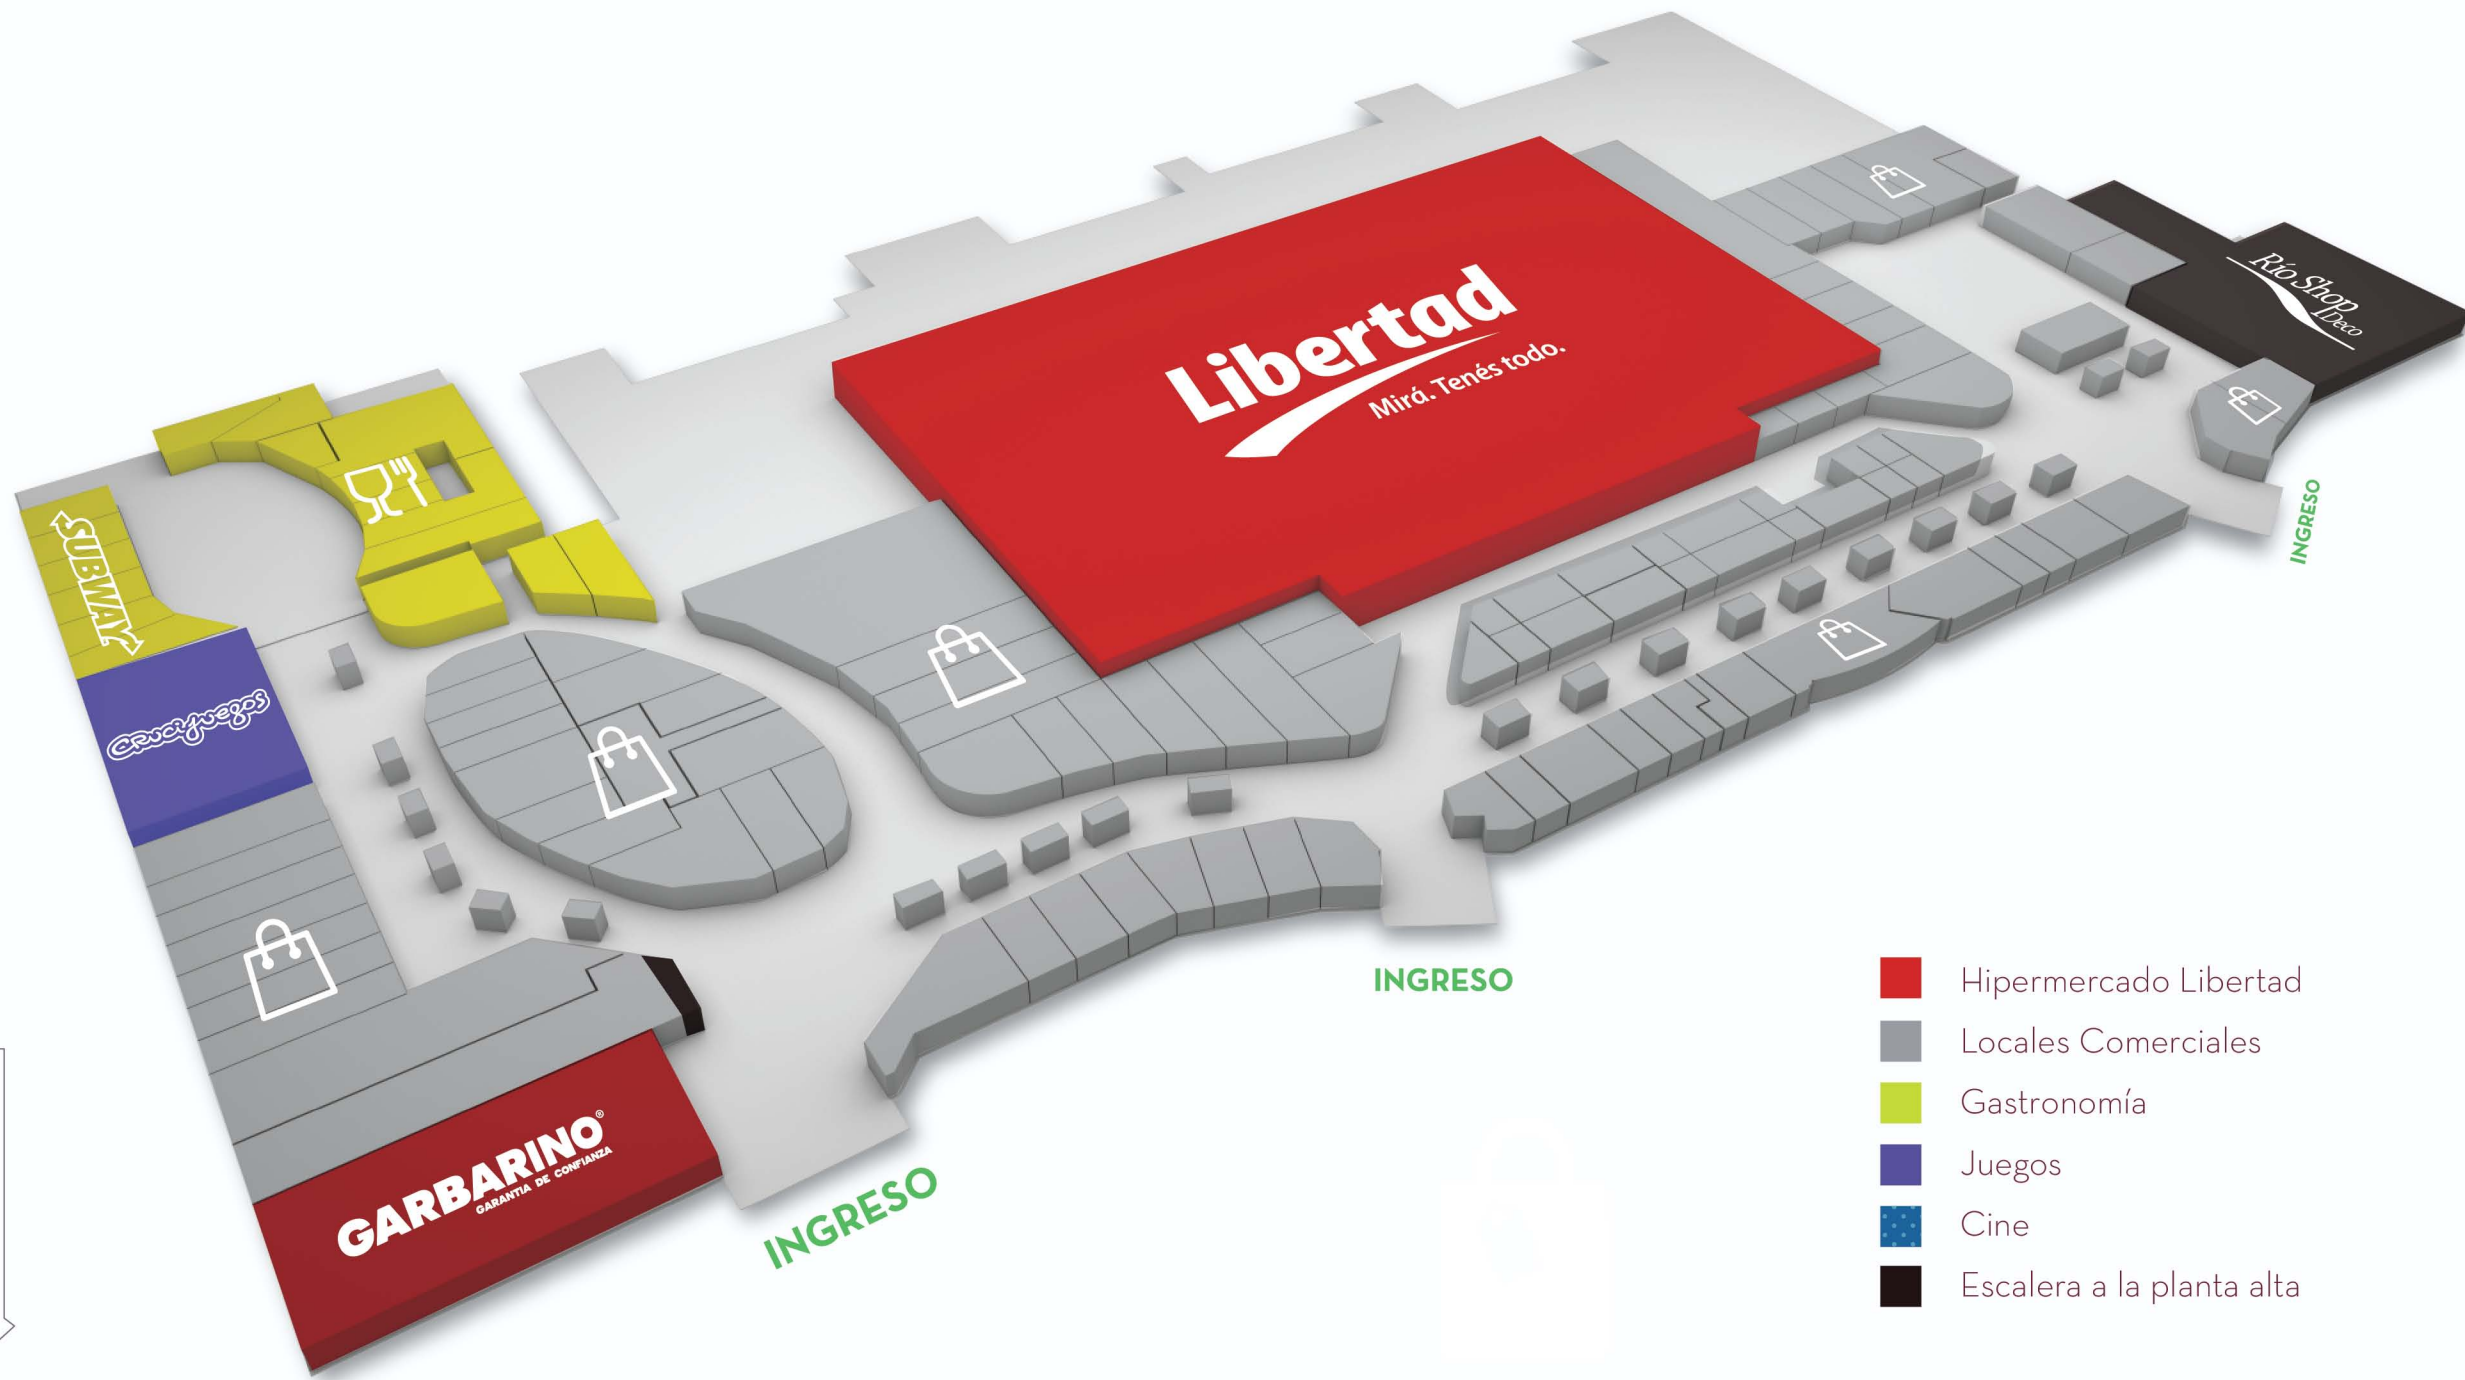 Libertad
Mirá. Tenés todo.
Río Shop
Deco
SUBWAY
Crucijuegos
INGRESO
INGRESO
GARBARINO®
GARANTIA DE CONFIANZA
INGRESO
Hipermercado Libertad
Locales Comerciales
Gastronomía
Juegos
Cine
Escalera a la planta alta